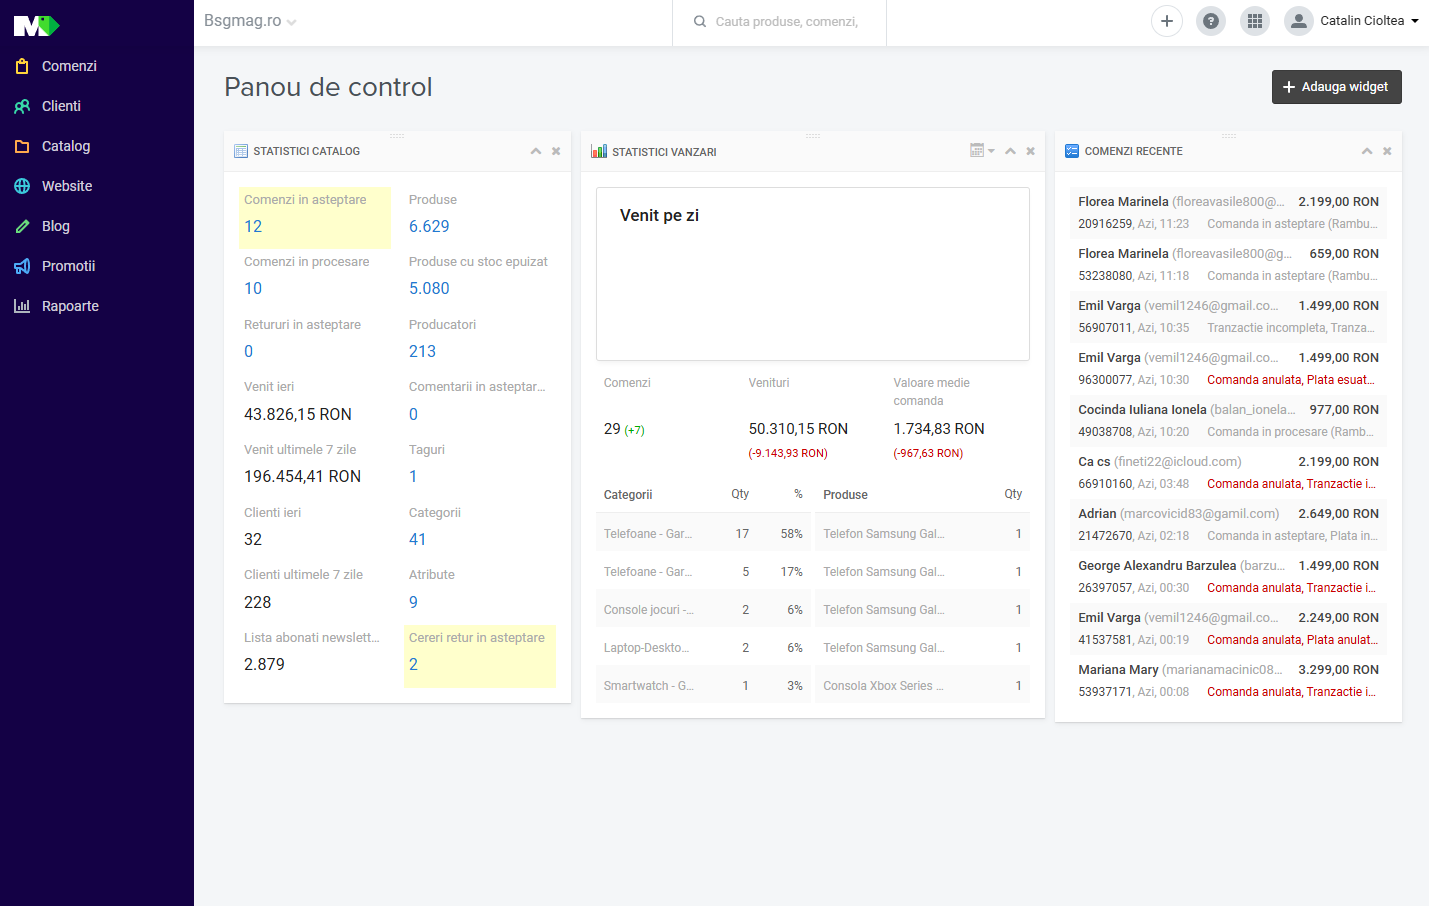 Bsgmag.ro
Cauta produse, comenzi,
Catalin Cioltea
Comenzi
Clienti
Catalog
Website
Blog
Promotii
Rapoarte
Panou de control
Adauga widget
STATISTICI CATALOG
Comenzi in asteptare
12
Produse
6.629
Comenzi in procesare
10
Produse cu stoc epuizat
5.080
Retururi in asteptare
0
Producatori
213
Venit ieri
43.826,15 RON
Comentarii in asteptar...
0
Venit ultimele 7 zile
196.454,41 RON
Taguri
1
Clienti ieri
32
Categorii
41
Clienti ultimele 7 zile
228
Atribute
9
Lista abonati newslett...
2.879
Cereri retur in asteptare
2
STATISTICI VANZARI
Venit pe zi
Comenzi
29 (+7)
Venituri
50.310,15 RON
(-9.143,93 RON)
Valoare medie
comanda
1.734,83 RON
(-967,63 RON)
Categorii Qty %
Telefoane - Gar... 17 58%
Telefoane - Gar... 5 17%
Console jocuri -... 2 6%
Laptop-Deskto... 2 6%
Smartwatch - G... 1 3%
Produse Qty
Telefon Samsung Gal... 1
Telefon Samsung Gal... 1
Telefon Samsung Gal... 1
Telefon Samsung Gal... 1
Consola Xbox Series ... 1
COMENZI RECENTE
Florea Marinela (floreavasile800@... 2.199,00 RON
20916259, Azi, 11:23 Comanda in asteptare (Rambu...
Florea Marinela (floreavasile800@g... 659,00 RON
53238080, Azi, 11:18 Comanda in asteptare (Rambu...
Emil Varga (vemil1246@gmail.co... 1.499,00 RON
56907011, Azi, 10:35 Tranzactie incompleta, Tranza...
Emil Varga (vemil1246@gmail.co... 1.499,00 RON
96300077, Azi, 10:30 Comanda anulata, Plata esuat...
Cocinda Iuliana Ionela (balan_ionela... 977,00 RON
49038708, Azi, 10:20 Comanda in procesare (Ramb...
Ca cs (fineti22@icloud.com) 2.199,00 RON
66910160, Azi, 03:48 Comanda anulata, Tranzactie i...
Adrian (marcovicid83@gamil.com) 2.649,00 RON
21472670, Azi, 02:18 Comanda in asteptare, Plata in...
George Alexandru Barzulea (barzu... 1.499,00 RON
26397057, Azi, 00:30 Comanda anulata, Tranzactie i...
Emil Varga (vemil1246@gmail.co... 2.249,00 RON
41537581, Azi, 00:19 Comanda anulata, Plata anulat...
Mariana Mary (marianamacinic08... 3.299,00 RON
53937171, Azi, 00:08 Comanda anulata, Tranzactie i...